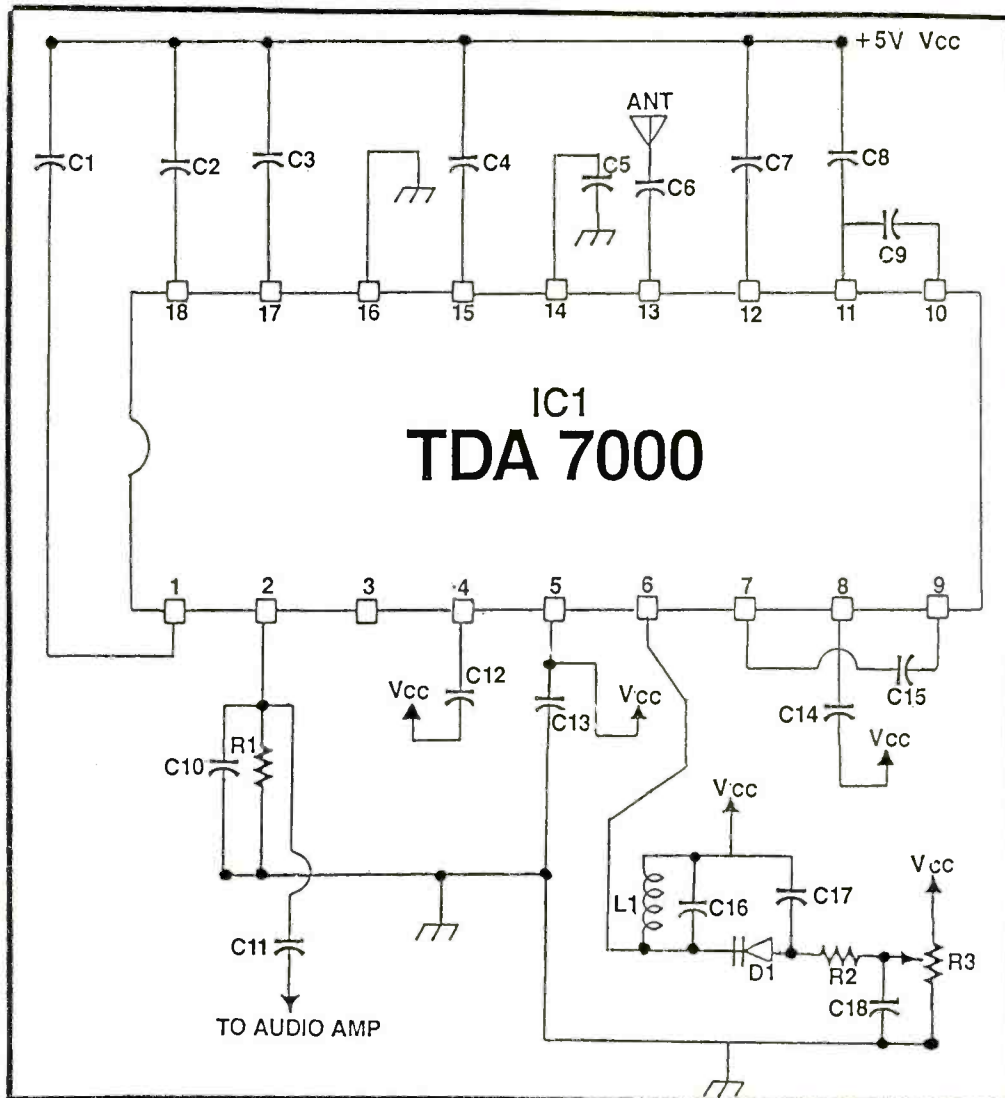 +5V Vcc
ANT
C1
C2
C3
C4
C5
C6
C7
C8
C9
18
17
16
15
14
13
12
11
10
IC1
TDA 7000
1
2
3
4
5
6
7
8
9
C12
Vcc
C13
Vcc
C15
C14
Vcc
C10
R1
Vcc
Vcc
L1
C16
C17
C11
D1
R2
R3
C18
TO AUDIO AMP